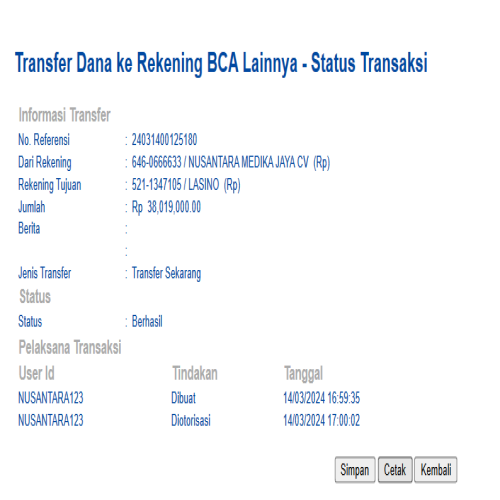 Transfer Dana ke Rekening BCA Lainnya - Status Transaksi
Informasi Transfer
No. Referensi : 24031400125180
Dari Rekening : 646-0666633 / NUSANTARA MEDIKA JAYA CV (Rp)
Rekening Tujuan : 521-1347105 / LASINO (Rp)
Jumlah : Rp 38,019,000.00
Berita :
:
Jenis Transfer : Transfer Sekarang
Status
Status : Berhasil
Pelaksana Transaksi
User Id Tindakan Tanggal
NUSANTARA123 Dibuat 14/03/2024 16:59:35
NUSANTARA123 Diotorisasi 14/03/2024 17:00:02
Simpan Cetak Kembali